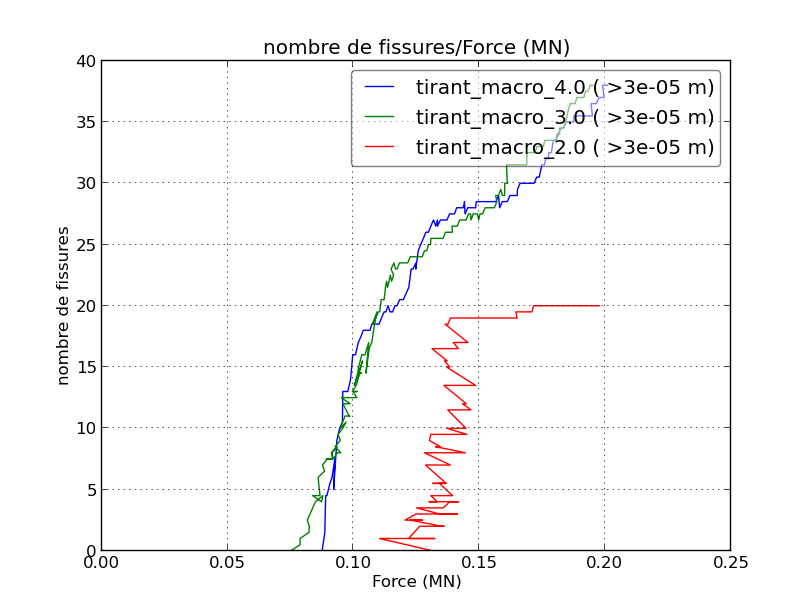 nombre de fissures/Force (MN)
40
35
30
25
20
15
10
5
0
nombre de fissures
tirant_macro_4.0 ( >3e-05 m)
tirant_macro_3.0 ( >3e-05 m)
tirant_macro_2.0 ( >3e-05 m)
0.00 0.05 0.10 0.15 0.20 0.25
Force (MN)